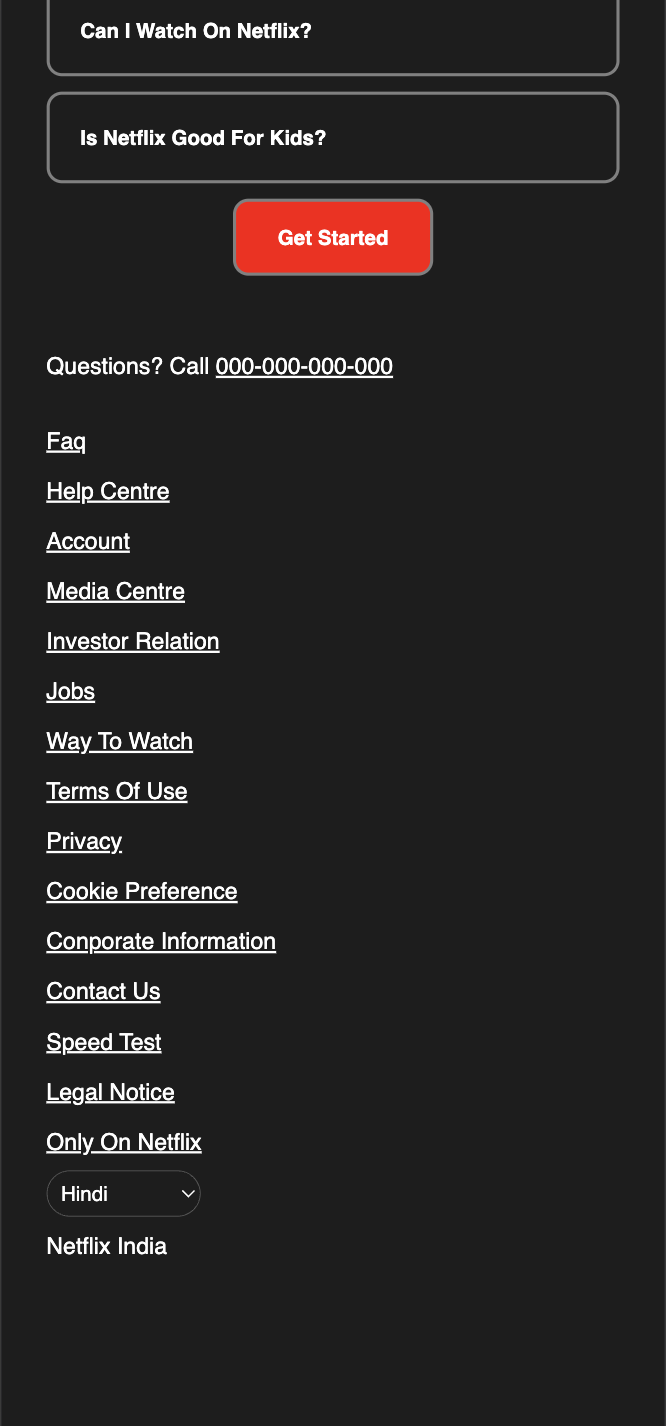 Can I Watch On Netflix?
Is Netflix Good For Kids?
Get Started
Questions? Call 000-000-000-000
Faq
Help Centre
Account
Media Centre
Investor Relation
Jobs
Way To Watch
Terms Of Use
Privacy
Cookie Preference
Conporate Information
Contact Us
Speed Test
Legal Notice
Only On Netflix
Hindi
Netflix India